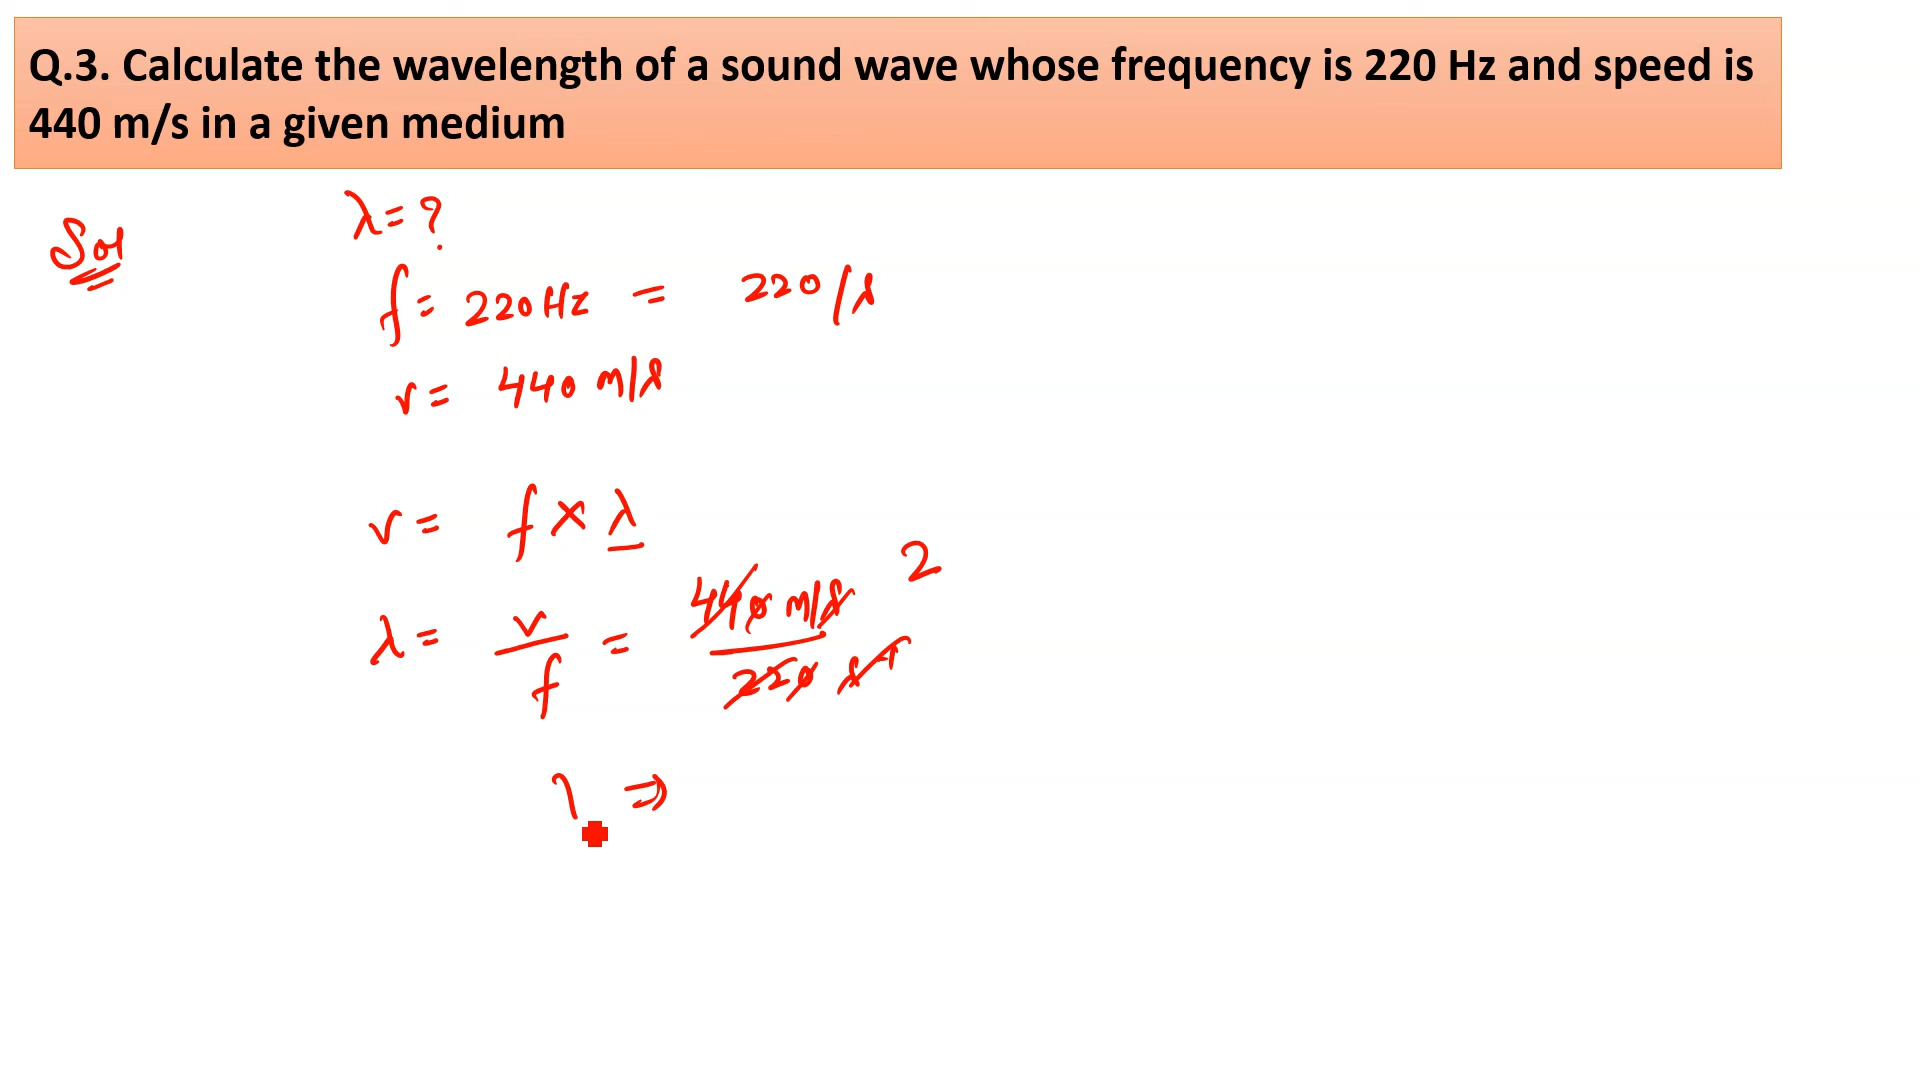 Q.3. Calculate the wavelength of a sound wave whose frequency is 220 Hz and speed is
440 m/s in a given medium
Sol
λ = ?
f = 220 Hz = 220/s
v = 440 m/s
v = f × λ
λ = v/f = 440 m/s / 220 s⁻¹ 2
⇒